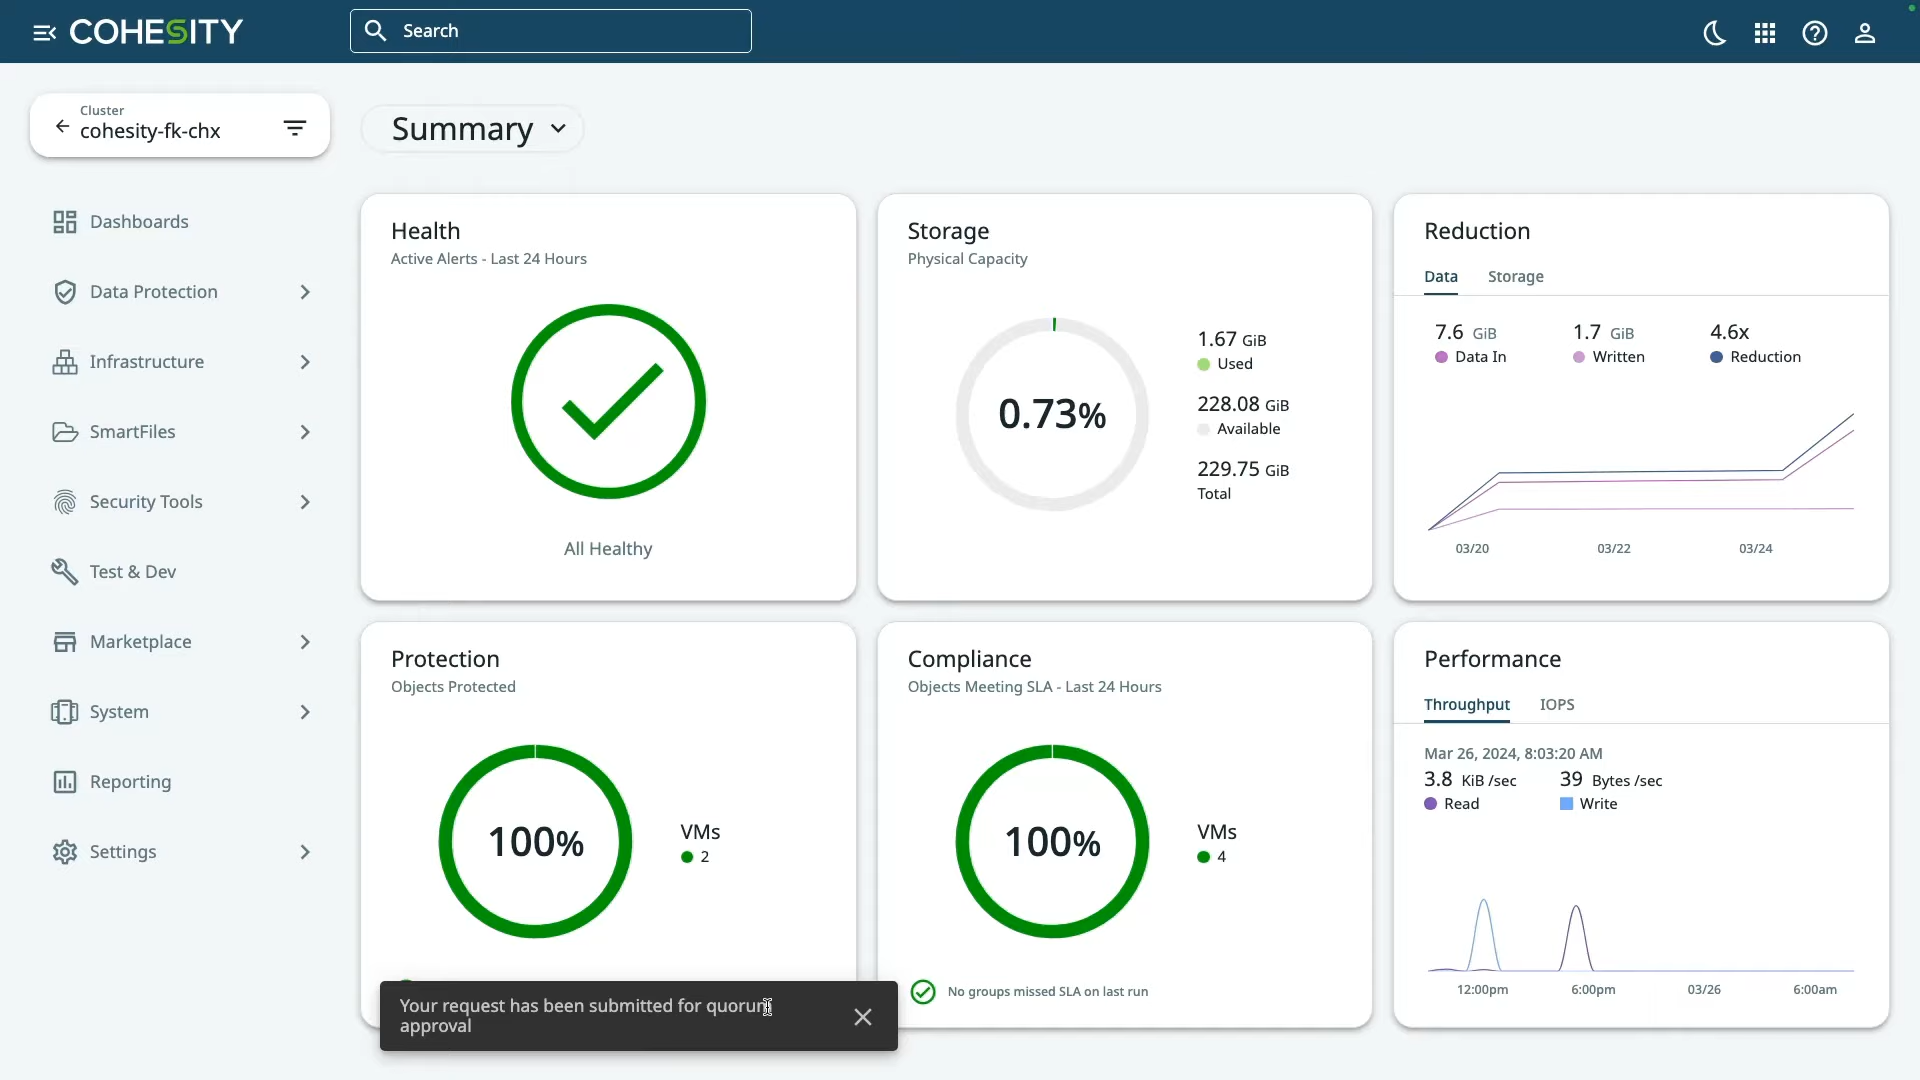 COHESITY
Search
Cluster
cohesity-fk-chx
Summary
Dashboards
Data Protection
Infrastructure
SmartFiles
Security Tools
Test & Dev
Marketplace
System
Reporting
Settings
Health
Active Alerts - Last 24 Hours
All Healthy
Storage
Physical Capacity
0.73%
1.67 GiB
Used
228.08 GiB
Available
229.75 GiB
Total
Reduction
Data Storage
7.6 GiB 1.7 GiB 4.6x
Data In Written Reduction
03/20 03/22 03/24
Protection
Objects Protected
100%
VMs
2
Compliance
Objects Meeting SLA - Last 24 Hours
100%
VMs
4
No groups missed SLA on last run
Performance
Throughput IOPS
Mar 26, 2024, 8:03:20 AM
3.8 KiB /sec 39 Bytes /sec
Read Write
12:00pm 6:00pm 03/26 6:00am
Your request has been submitted for quorum
approval